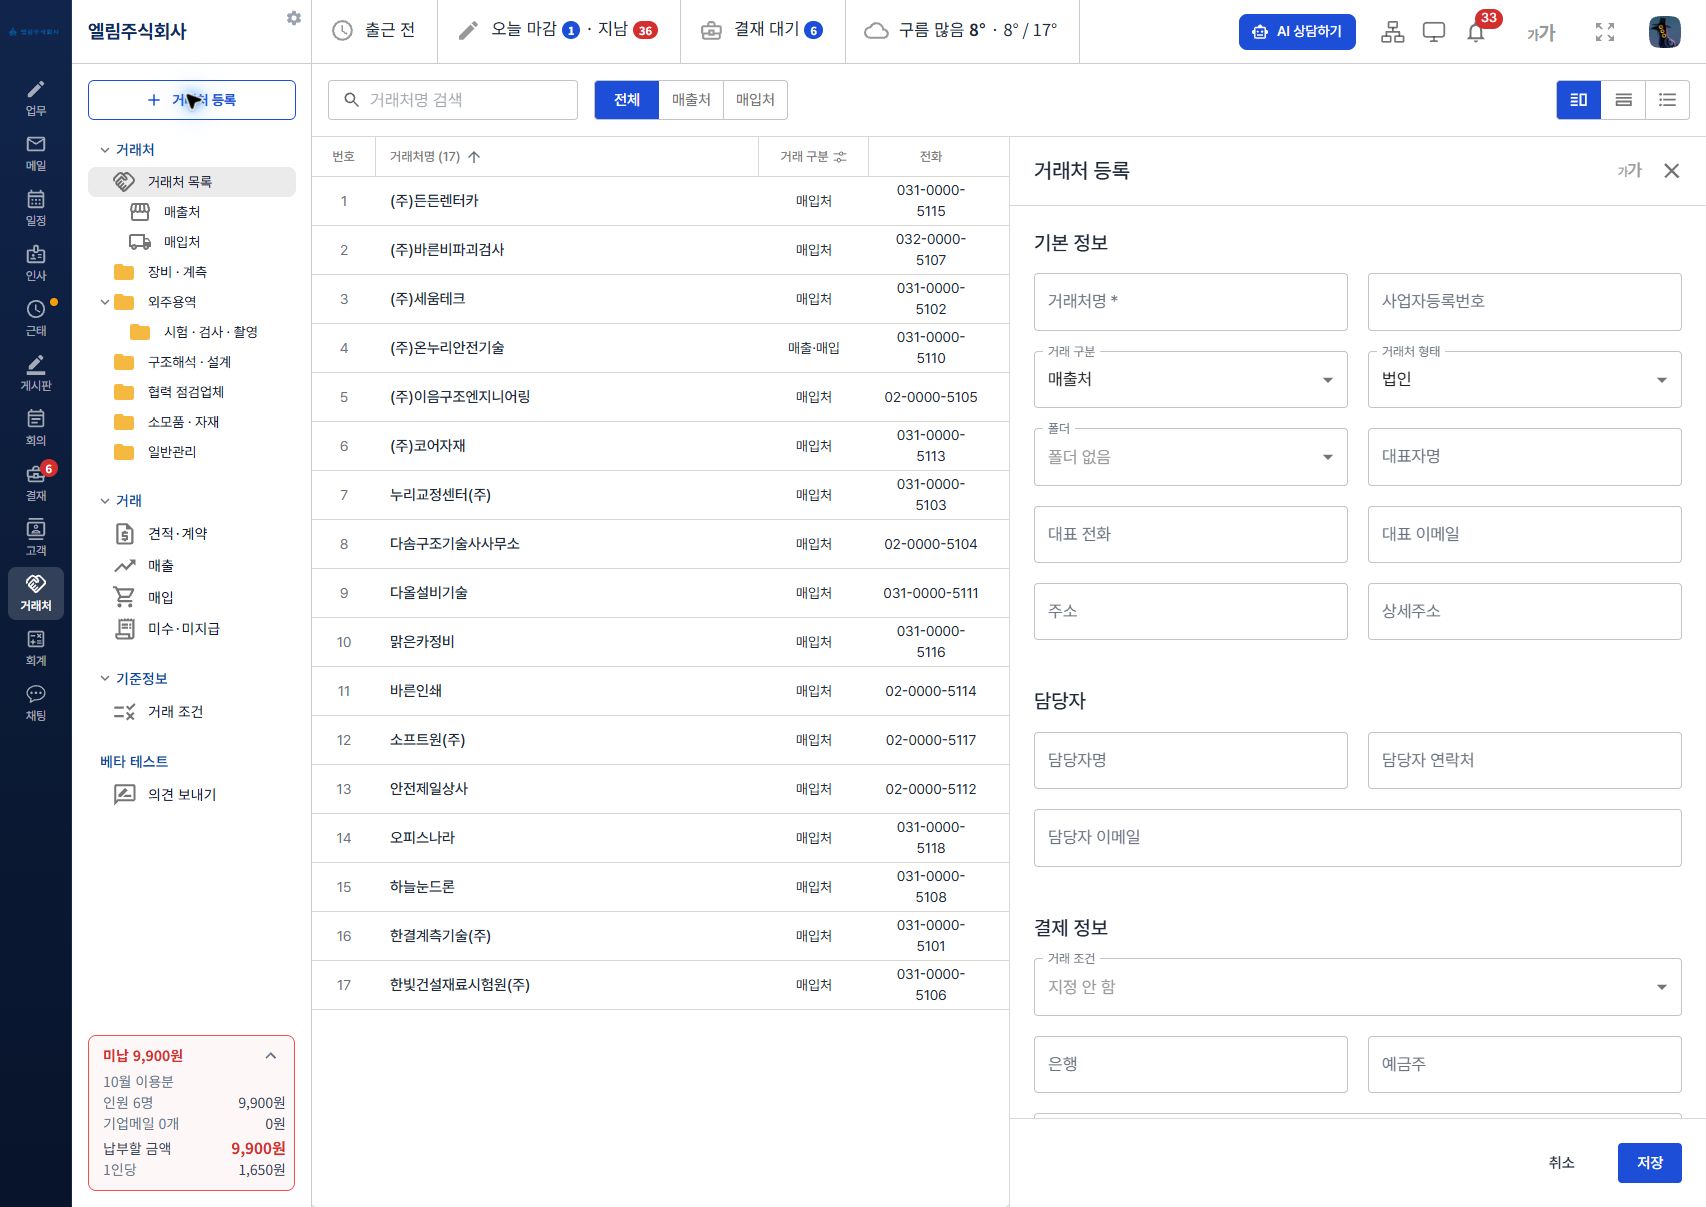 엘림주식회사
엘림주식회사
출근 전
오늘 마감 1 · 지남 36
결재 대기 6
구름 많음 8° · 8° / 17°
AI 상담하기
33
가가
업무
메일
일정
인사
근태
게시판
회의
6
결재
고객
거래처
회계
채팅
거래처 등록
거래처
거래처 목록
매출처
매입처
장비 · 계측
외주용역
시험 · 검사 · 촬영
구조해석 · 설계
협력 점검업체
소모품 · 자재
일반관리
거래
견적·계약
매출
매입
미수·미지급
기준정보
거래 조건
베타 테스트
의견 보내기
미납 9,900원
10월 이용분
인원 6명 9,900원
기업메일 0개 0원
납부할 금액 9,900원
1인당 1,650원
거래처명 검색
전체 매출처 매입처
번호 거래처명 (17) 거래 구분 전화
1 (주)든든렌터카 매입처 031-0000-5115
2 (주)바른비파괴검사 매입처 032-0000-5107
3 (주)세움테크 매입처 031-0000-5102
4 (주)온누리안전기술 매출·매입 031-0000-5110
5 (주)이음구조엔지니어링 매입처 02-0000-5105
6 (주)코어자재 매입처 031-0000-5113
7 누리교정센터(주) 매입처 031-0000-5103
8 다솜구조기술사사무소 매입처 02-0000-5104
9 다올설비기술 매입처 031-0000-5111
10 맑은카정비 매입처 031-0000-5116
11 바른인쇄 매입처 02-0000-5114
12 소프트원(주) 매입처 02-0000-5117
13 안전제일상사 매입처 02-0000-5112
14 오피스나라 매입처 031-0000-5118
15 하늘눈드론 매입처 031-0000-5108
16 한결계측기술(주) 매입처 031-0000-5101
17 한빛건설재료시험원(주) 매입처 031-0000-5106
거래처 등록
가가
기본 정보
거래처명 *
사업자등록번호
거래 구분
매출처
거래처 형태
법인
폴더
폴더 없음
대표자명
대표 전화
대표 이메일
주소
상세주소
담당자
담당자명
담당자 연락처
담당자 이메일
결제 정보
거래 조건
지정 안 함
은행
예금주
취소
저장